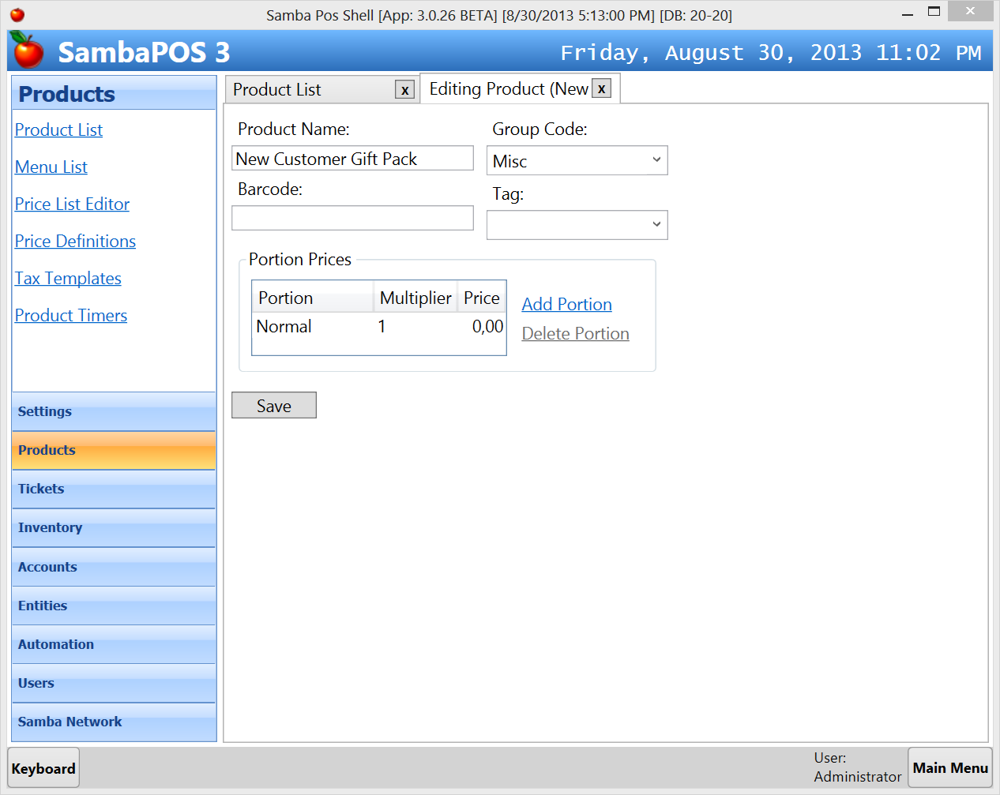 Samba Pos Shell [App: 3.0.26 BETA] [8/30/2013 5:13:00 PM] [DB: 20-20]
SambaPOS 3
Friday, August 30, 2013 11:02 PM
Products
Product List
Menu List
Price List Editor
Price Definitions
Tax Templates
Product Timers
Settings
Products
Tickets
Inventory
Accounts
Entities
Automation
Users
Samba Network
Product List x
Editing Product (New x
Product Name:
New Customer Gift Pack
Group Code:
Misc
Barcode:
Tag:
Portion Prices
Portion Multiplier Price
Normal 1 0,00
Add Portion
Delete Portion
Save
Keyboard
User:
Administrator
Main Menu